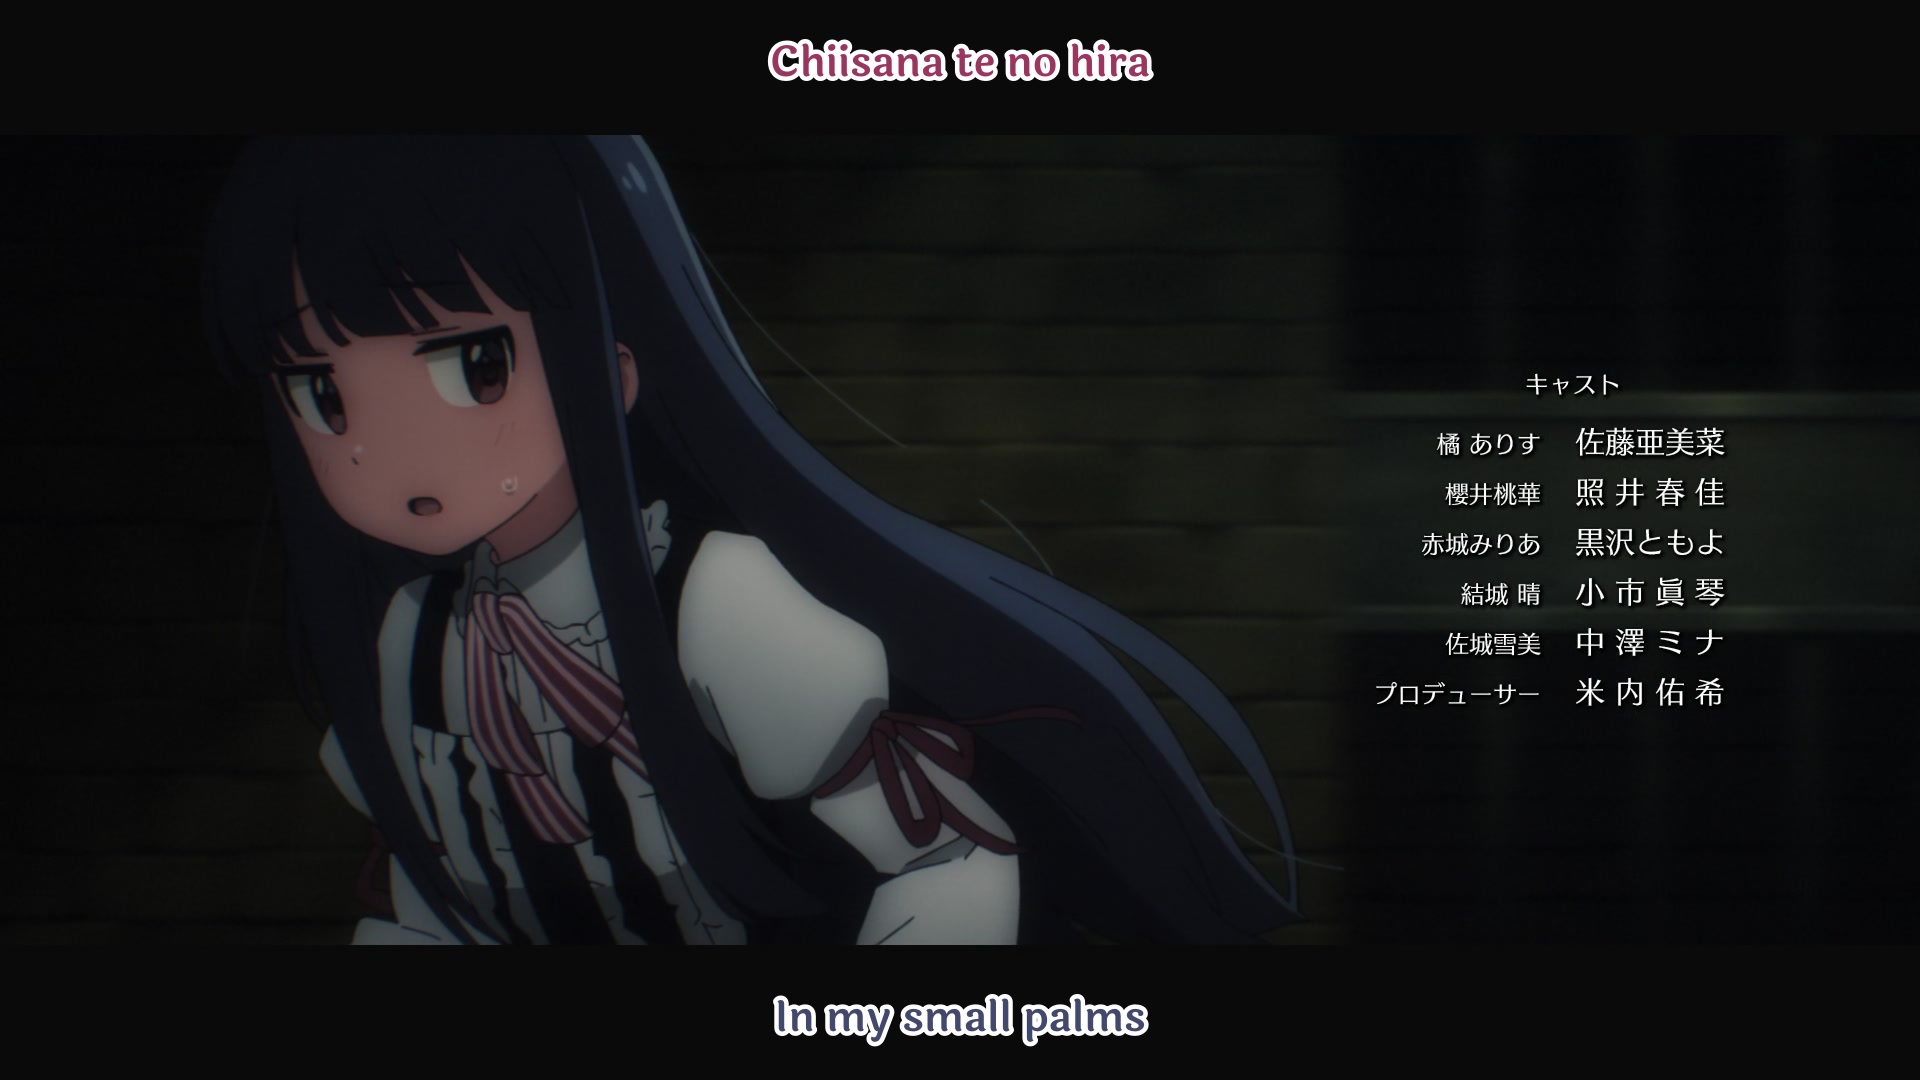 Chiisana te no hira
キャスト
橘 ありす 佐藤亜美菜
櫻井桃華 照井春佳
赤城みりあ 黒沢ともよ
結城 晴 小市眞琴
佐城雪美 中澤ミナ
プロデューサー 米内佑希
In my small palms